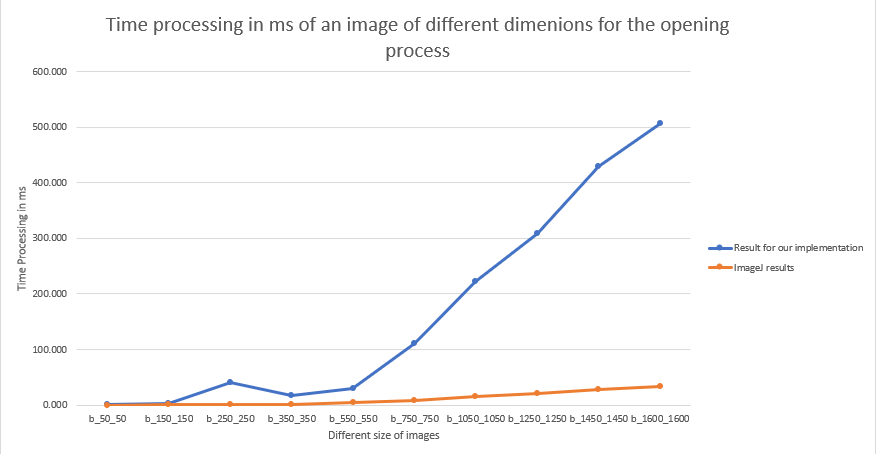 Time processing in ms of an image of different dimenions for the opening
process
600.000
500.000
400.000
300.000
200.000
100.000
0.000
Time Processing in ms
b_50_50 b_150_150 b_250_250 b_350_350 b_550_550 b_750_750 b_1050_1050 b_1250_1250 b_1450_1450 b_1600_1600
Different size of images
Result for our implementation
ImageJ results